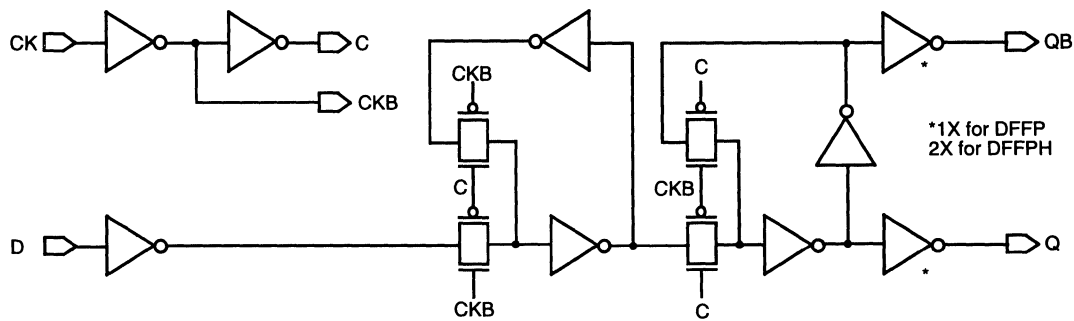 CK
C
CKB
D
CKB
C
CKB
C
CKB
C
QB
*
*1X for DFFP
2X for DFFPH
Q
*